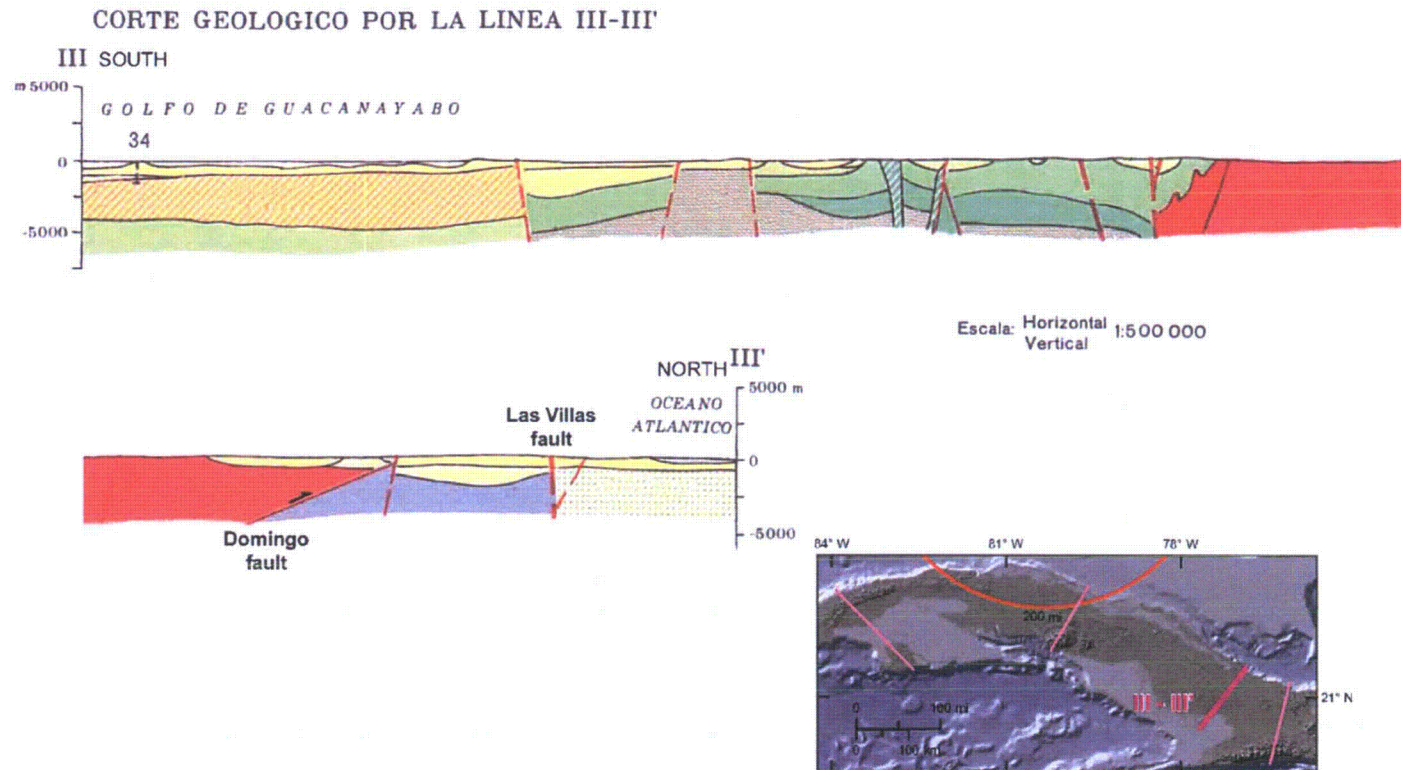 CORTE GEOLOGICO POR LA LINEA III-III'
III SOUTH
m 5000
GOLFO DE GUACANAYABO
34
0
-5000
Escala: Horizontal
Vertical
1:500 000
NORTH III'
5000 m
OCEANO
ATLANTICO
Las Villas
fault
0
-5000
Domingo
fault
84° W
81° W
78° W
200 mi
III - III'
21° N
0
100 mi
0
100 km